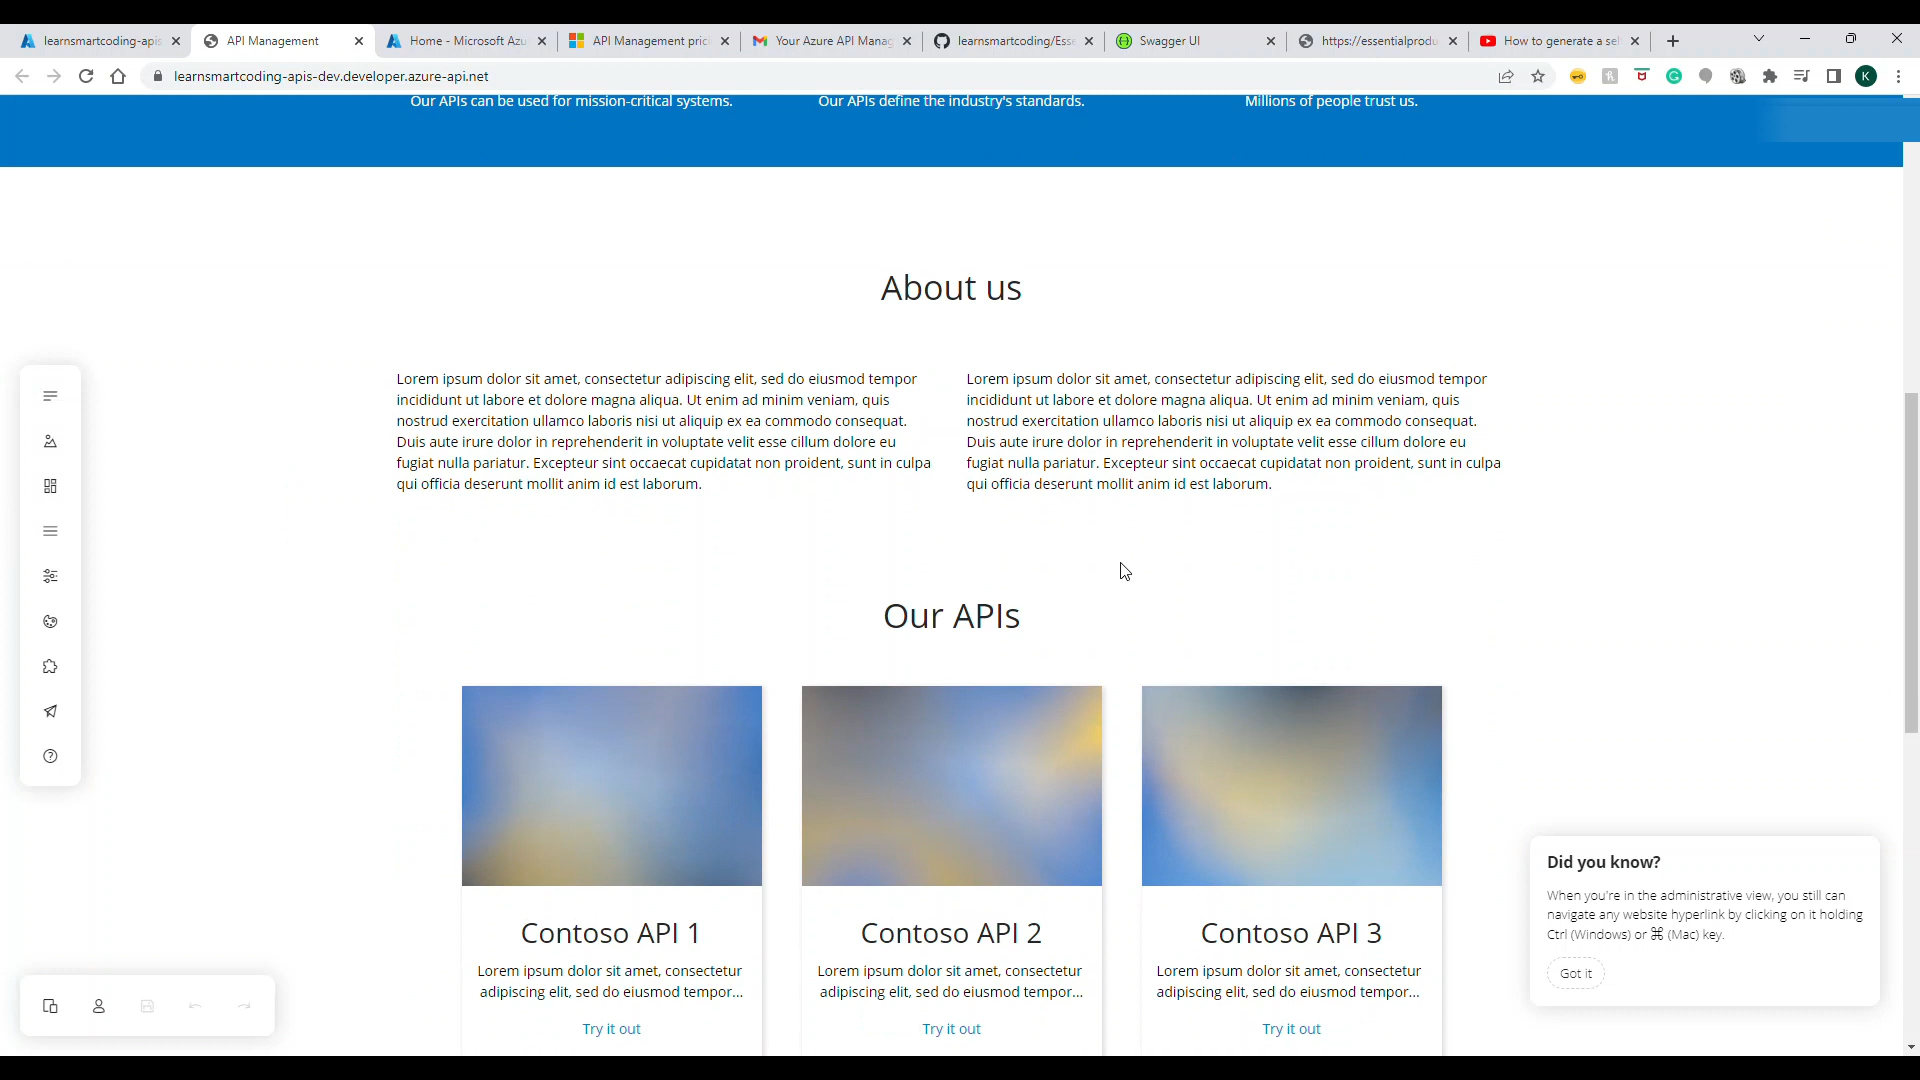 learnsmartcoding-apis
API Management
Home - Microsoft Azu
API Management pric
Your Azure API Manag
learnsmartcoding/Esse
Swagger UI
https://essentialprodu
How to generate a sel
learnsmartcoding-apis-dev.developer.azure-api.net
K
Our APIs can be used for mission-critical systems.
Our APIs define the industry's standards.
Millions of people trust us.
About us
Lorem ipsum dolor sit amet, consectetur adipiscing elit, sed do eiusmod tempor
incididunt ut labore et dolore magna aliqua. Ut enim ad minim veniam, quis
nostrud exercitation ullamco laboris nisi ut aliquip ex ea commodo consequat.
Duis aute irure dolor in reprehenderit in voluptate velit esse cillum dolore eu
fugiat nulla pariatur. Excepteur sint occaecat cupidatat non proident, sunt in culpa
qui officia deserunt mollit anim id est laborum.
Lorem ipsum dolor sit amet, consectetur adipiscing elit, sed do eiusmod tempor
incididunt ut labore et dolore magna aliqua. Ut enim ad minim veniam, quis
nostrud exercitation ullamco laboris nisi ut aliquip ex ea commodo consequat.
Duis aute irure dolor in reprehenderit in voluptate velit esse cillum dolore eu
fugiat nulla pariatur. Excepteur sint occaecat cupidatat non proident, sunt in culpa
qui officia deserunt mollit anim id est laborum.
Our APIs
Contoso API 1
Lorem ipsum dolor sit amet, consectetur
adipiscing elit, sed do eiusmod tempor...
Try it out
Contoso API 2
Lorem ipsum dolor sit amet, consectetur
adipiscing elit, sed do eiusmod tempor...
Try it out
Contoso API 3
Lorem ipsum dolor sit amet, consectetur
adipiscing elit, sed do eiusmod tempor...
Try it out
Did you know?
When you're in the administrative view, you still can
navigate any website hyperlink by clicking on it holding
Ctrl (Windows) or ⌘ (Mac) key.
Got it